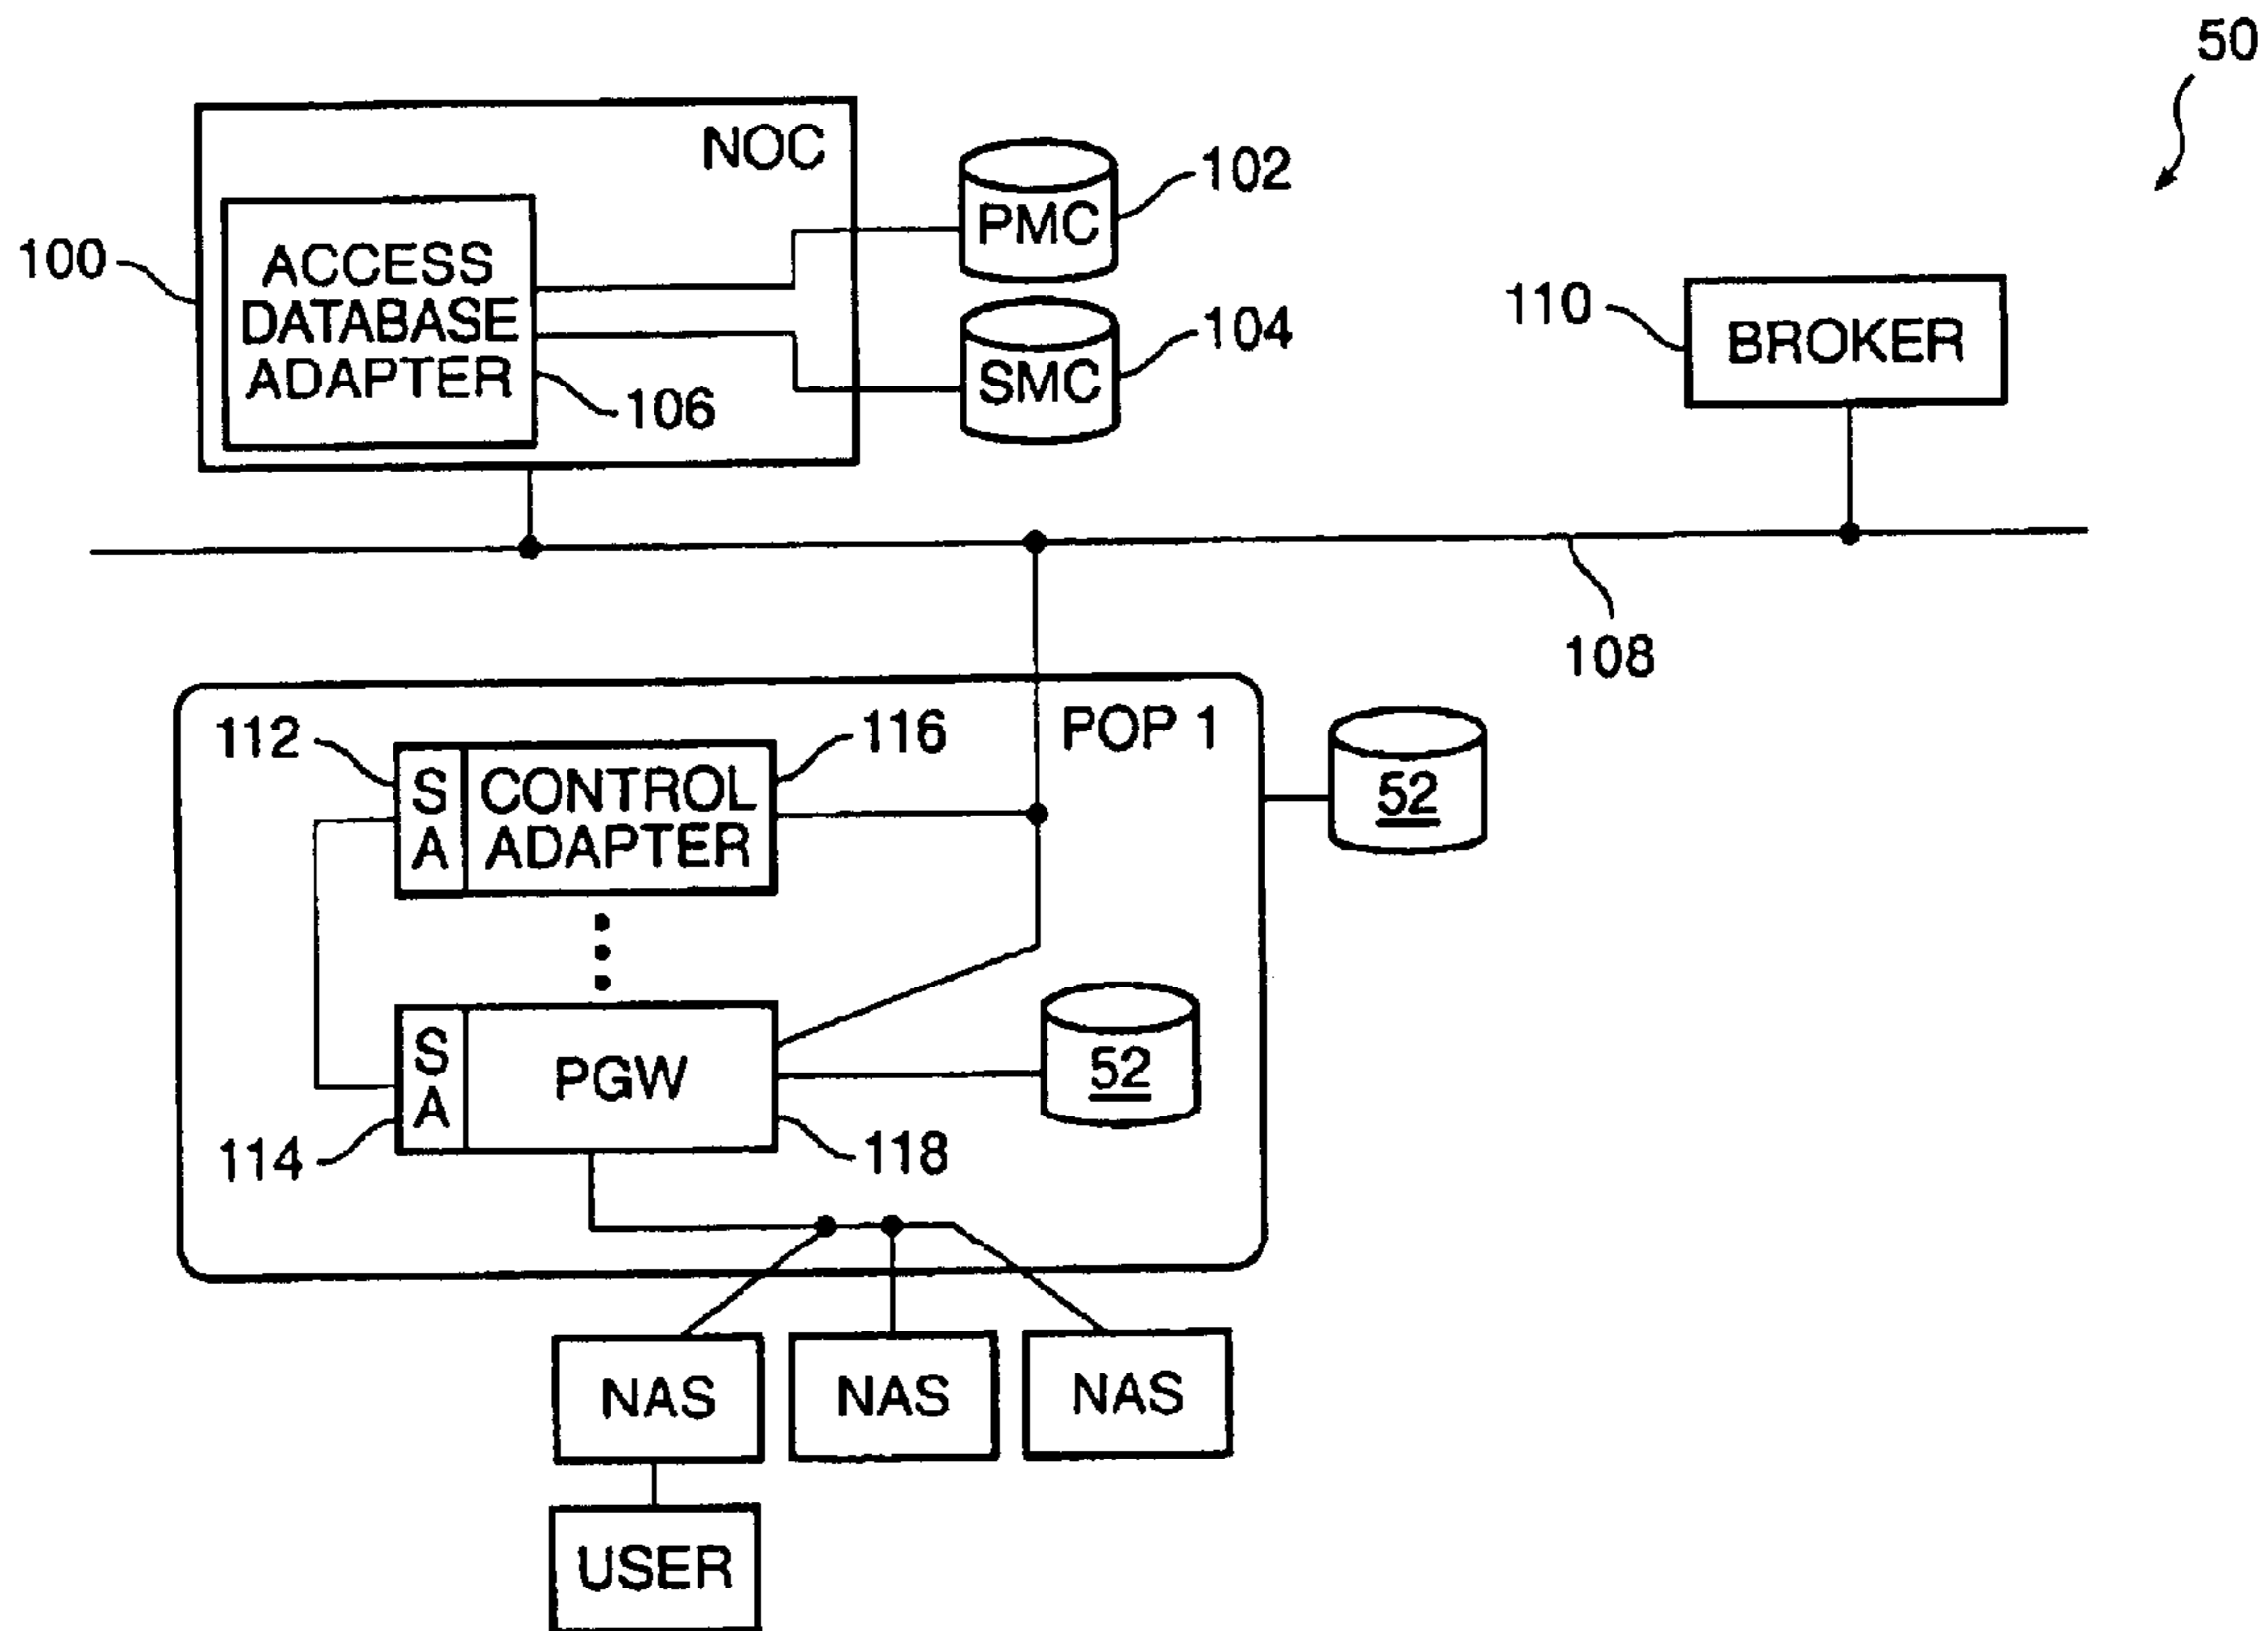 50
NOC
PMC
102
100
ACCESS
DATABASE
ADAPTER
106
SMC
104
110
BROKER
108
POP 1
112
S
A
CONTROL
ADAPTER
116
52
S
A
PGW
52
114
118
NAS
NAS
NAS
USER